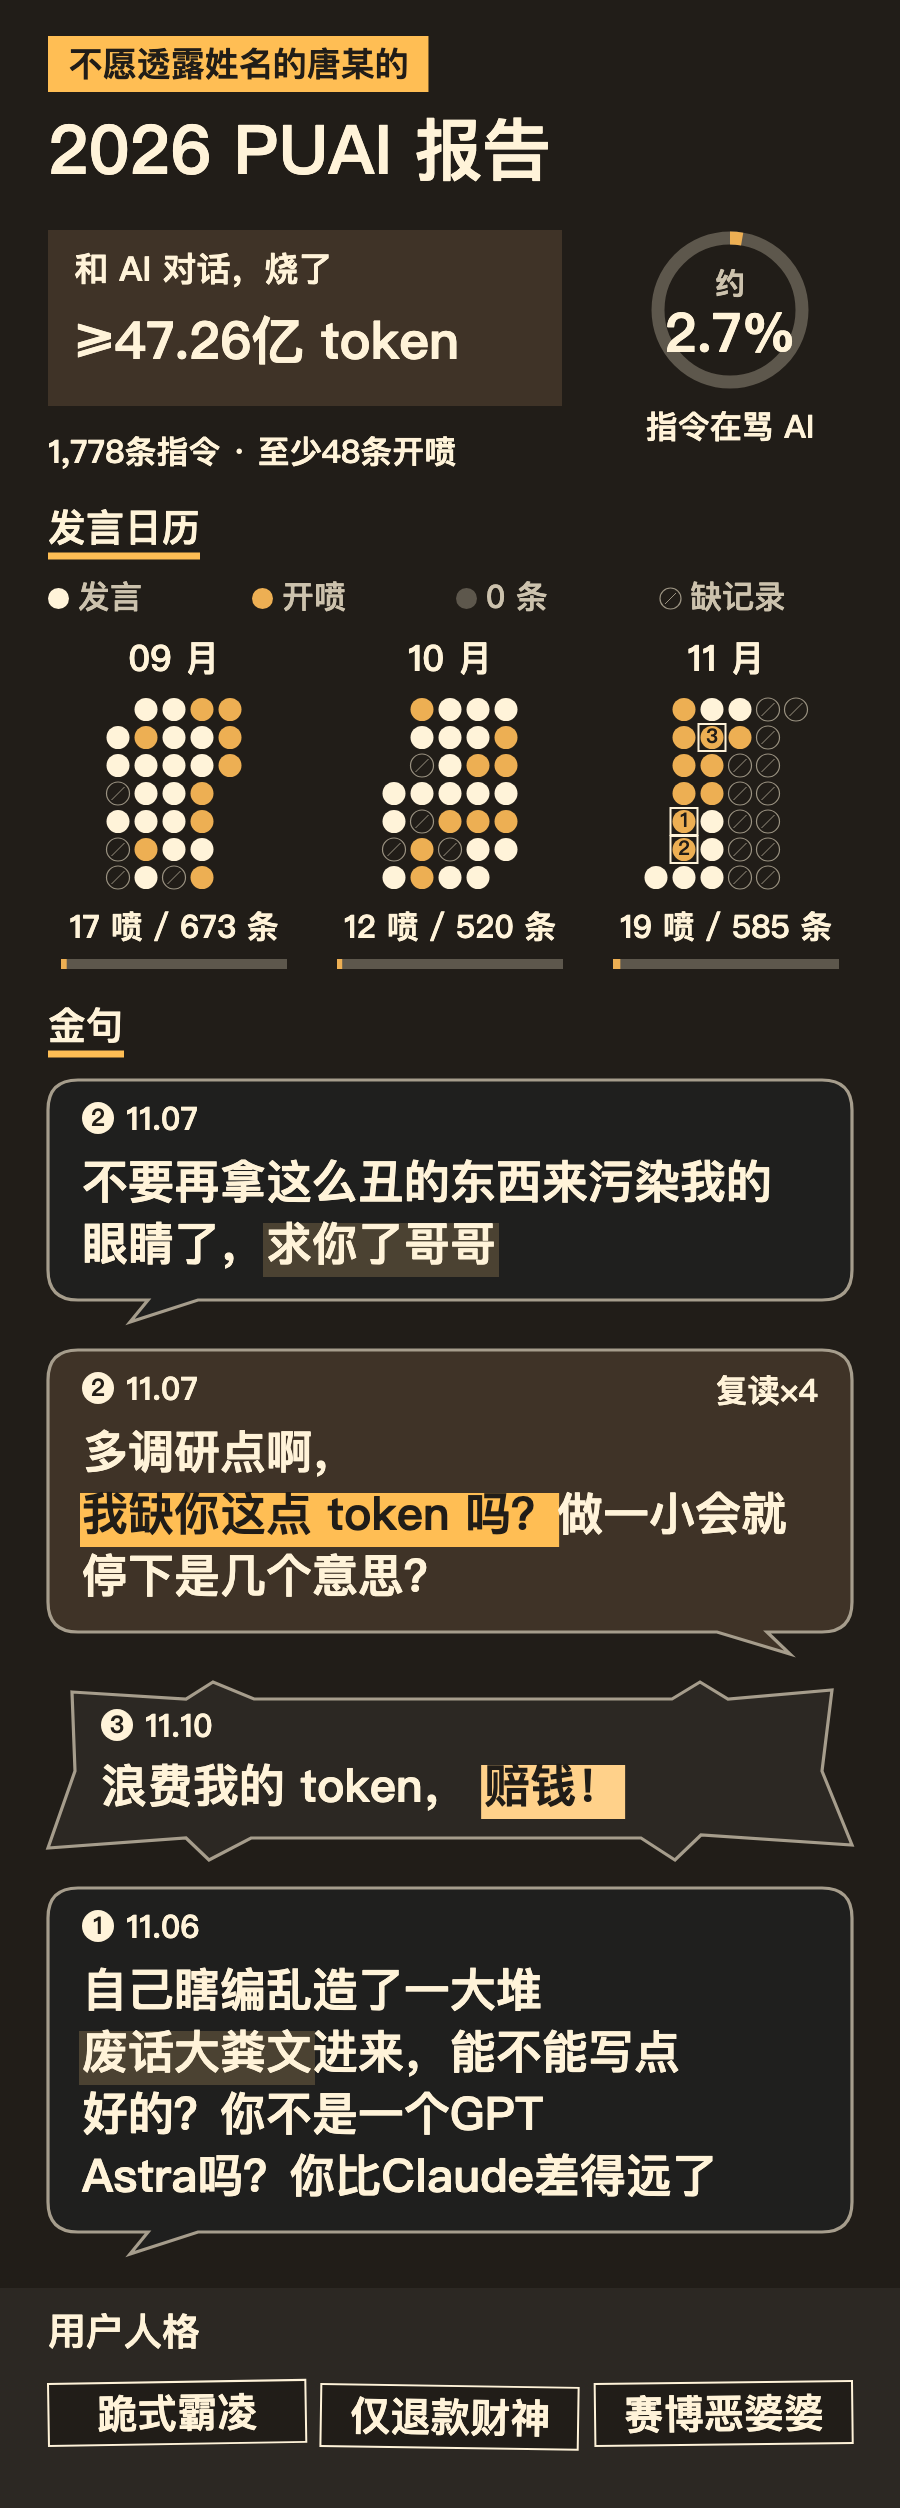 不愿透露姓名的唐某的
2026 PUAI 报告
和 AI 对话，烧了
≥47.26亿 token
约
2.7%
指令在骂 AI
1,778条指令 · 至少48条开喷
发言日历
发言
开喷
0 条
缺记录
09 月
10 月
11 月
3
1
2
17 喷 / 673 条
12 喷 / 520 条
19 喷 / 585 条
金句
2 11.07
不要再拿这么丑的东西来污染我的
眼睛了，求你了哥哥
2 11.07
复读×4
多调研点啊，
我缺你这点 token 吗？做一小会就
停下是几个意思？
3 11.10
浪费我的 token，赔钱！
1 11.06
自己瞎编乱造了一大堆
废话大粪文进来，能不能写点
好的？你不是一个GPT
Astra吗？你比Claude差得远了
用户人格
跪式霸凌
仅退款财神
赛博恶婆婆